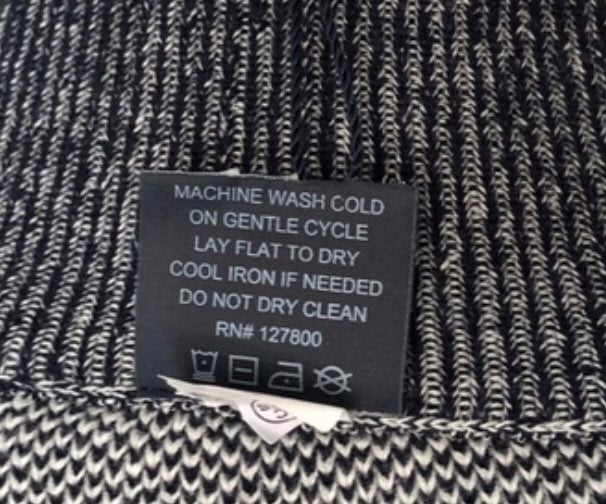 MACHINE WASH COLD
ON GENTLE CYCLE
LAY FLAT TO DRY
COOL IRON IF NEEDED
DO NOT DRY CLEAN
RN# 127800